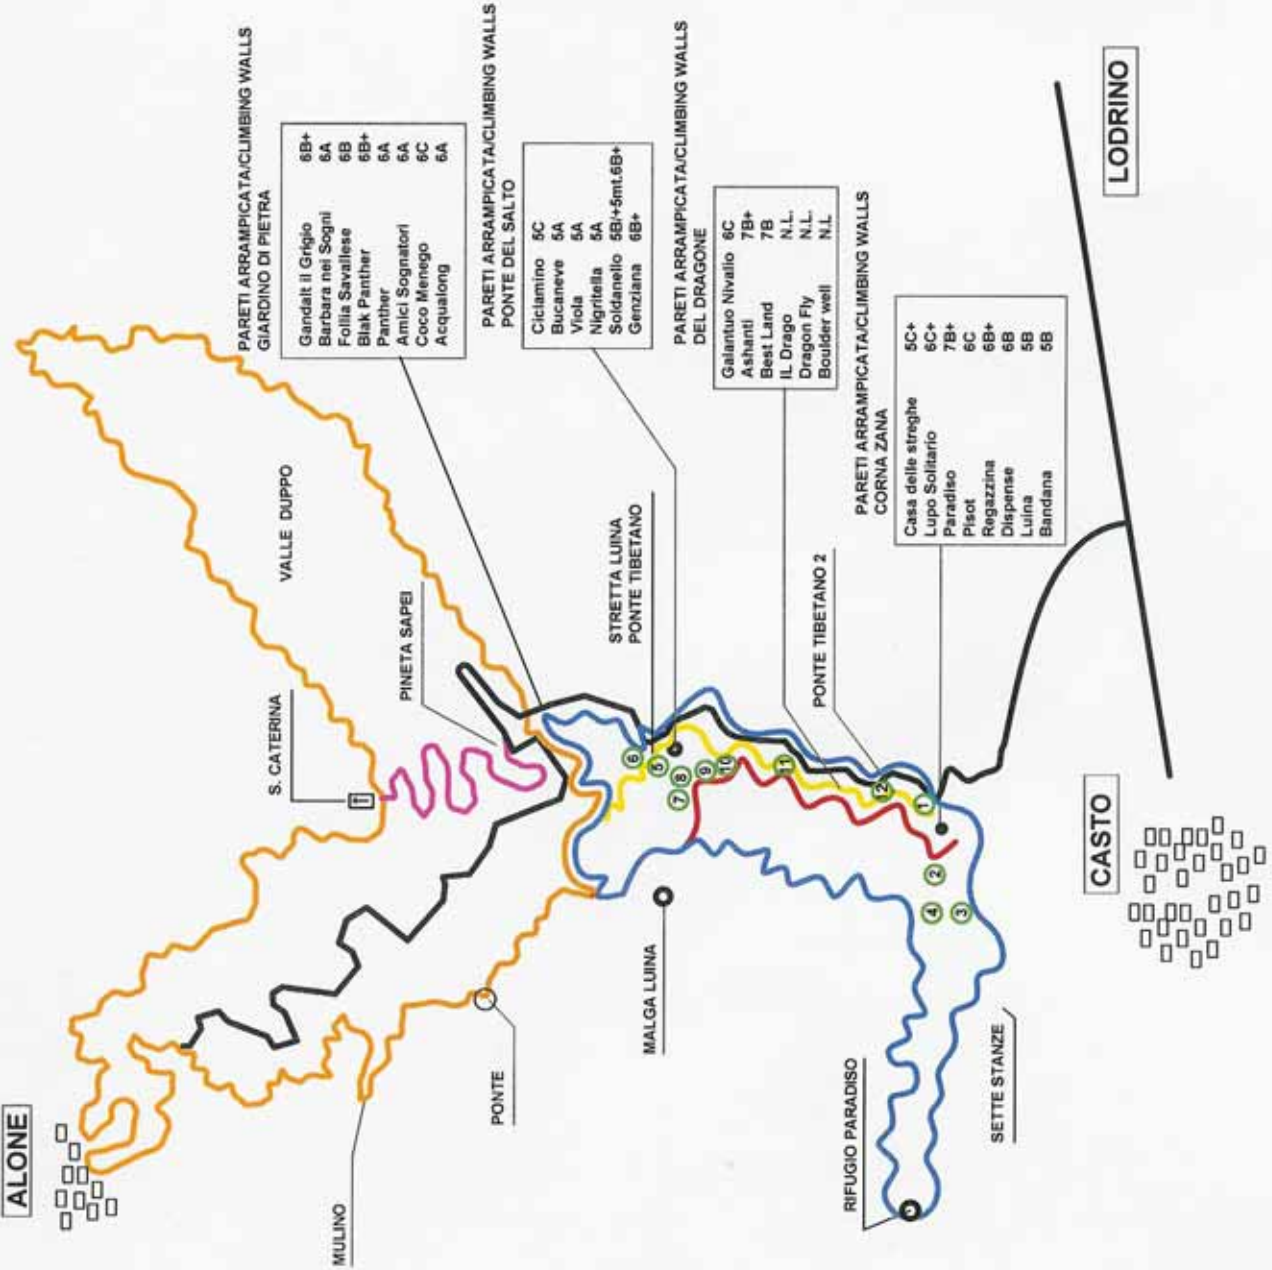 ALONE
MULINO
S. CATERINA
VALLE DUPPO
PARETI ARRAMPICATA/CLIMBING WALLS
GIARDINO DI PIETRA
Gandalt il Grigio 6B+
Barbara nei Sogni 6A
Follia Savallese 6B
Blak Panther 6B+
Panther 6A
Amici Sognatori 6A
Coco Menego 6C
Acqualong 6A
PINETA SAPEI
PONTE
PARETI ARRAMPICATA/CLIMBING WALLS
PONTE DEL SALTO
Ciclamino 5C
Bucaneve 5A
Viola 5A
Nigritella 5A
Soldanello 5B/+5mt.6B+
Genziana 6B+
STRETTA LUINA
PONTE TIBETANO
MALGA LUINA
6
5
7
8
9
10
11
12
1
2
4
3
PARETI ARRAMPICATA/CLIMBING WALLS
DEL DRAGONE
Galantuo Nivalio 6C
Ashanti 7B+
Best Land 7B
IL Drago N.L.
Dragon Fly N.L.
Boulder well N.L
PONTE TIBETANO 2
RIFUGIO PARADISO
PARETI ARRAMPICATA/CLIMBING WALLS
CORNA ZANA
Casa delle streghe 5C+
Lupo Solitario 6C+
Paradiso 7B+
Pisot 6C
Regazzina 6B+
Dispense 6B
Luina 5B
Bandana 5B
SETTE STANZE
CASTO
LODRINO